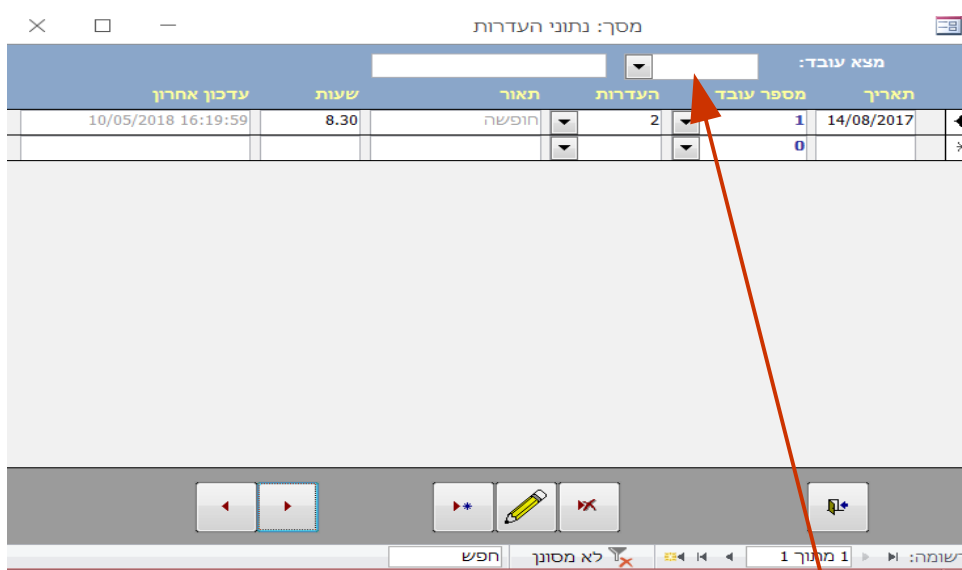 מסך: נתוני העדרות
מצא עובד:
תאריך מספר עובד העדרות תאור שעות עדכון אחרון
14/08/2017 1 2 חופשה 8.30 10/05/2018 16:19:59
0
רשומה: 1 מתוך 1 לא מסונן חפש